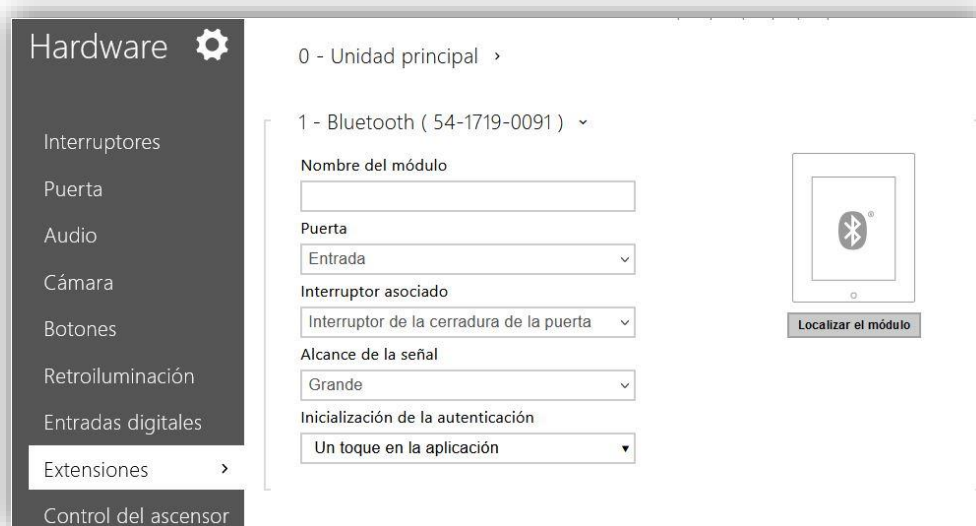 Hardware
Interruptores
Puerta
Audio
Cámara
Botones
Retroiluminación
Entradas digitales
Extensiones
Control del ascensor
0 - Unidad principal
1 - Bluetooth ( 54-1719-0091 )
Nombre del módulo
Puerta
Entrada
Interruptor asociado
Interruptor de la cerradura de la puerta
Alcance de la señal
Grande
Inicialización de la autenticación
Un toque en la aplicación
®
Localizar el módulo